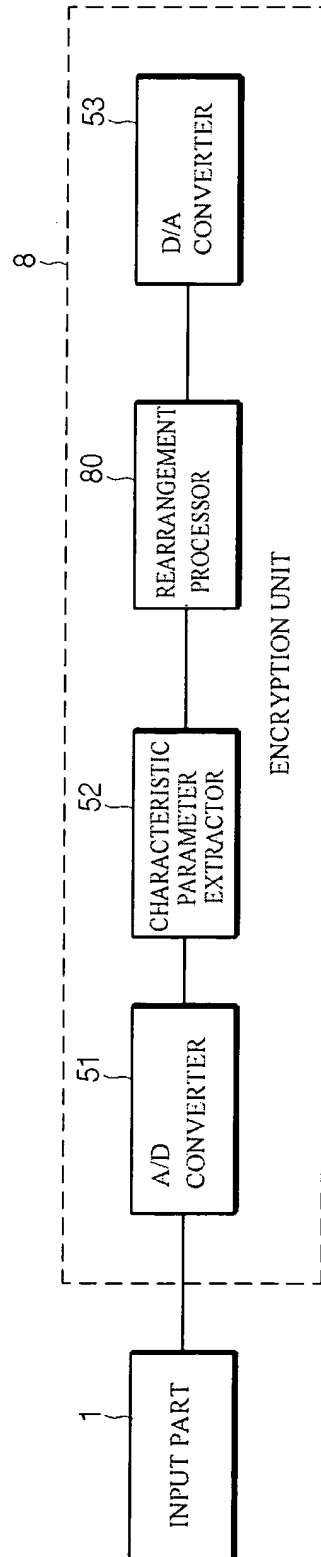 8
1
INPUT PART
51
A/D
CONVERTER
52
CHARACTERISTIC
PARAMETER
EXTRACTOR
80
REARRANGEMENT
PROCESSOR
53
D/A
CONVERTER
ENCRYPTION UNIT